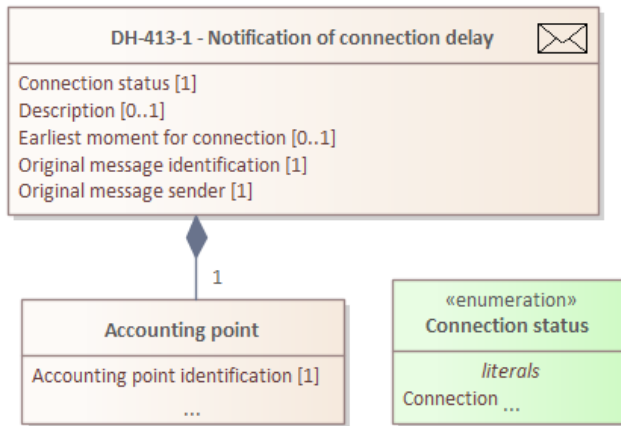 DH-413-1 - Notification of connection delay
Connection status [1]
Description [0..1]
Earliest moment for connection [0..1]
Original message identification [1]
Original message sender [1]
1
Accounting point
Accounting point identification [1]
...
«enumeration»
Connection status
literals
Connection ...